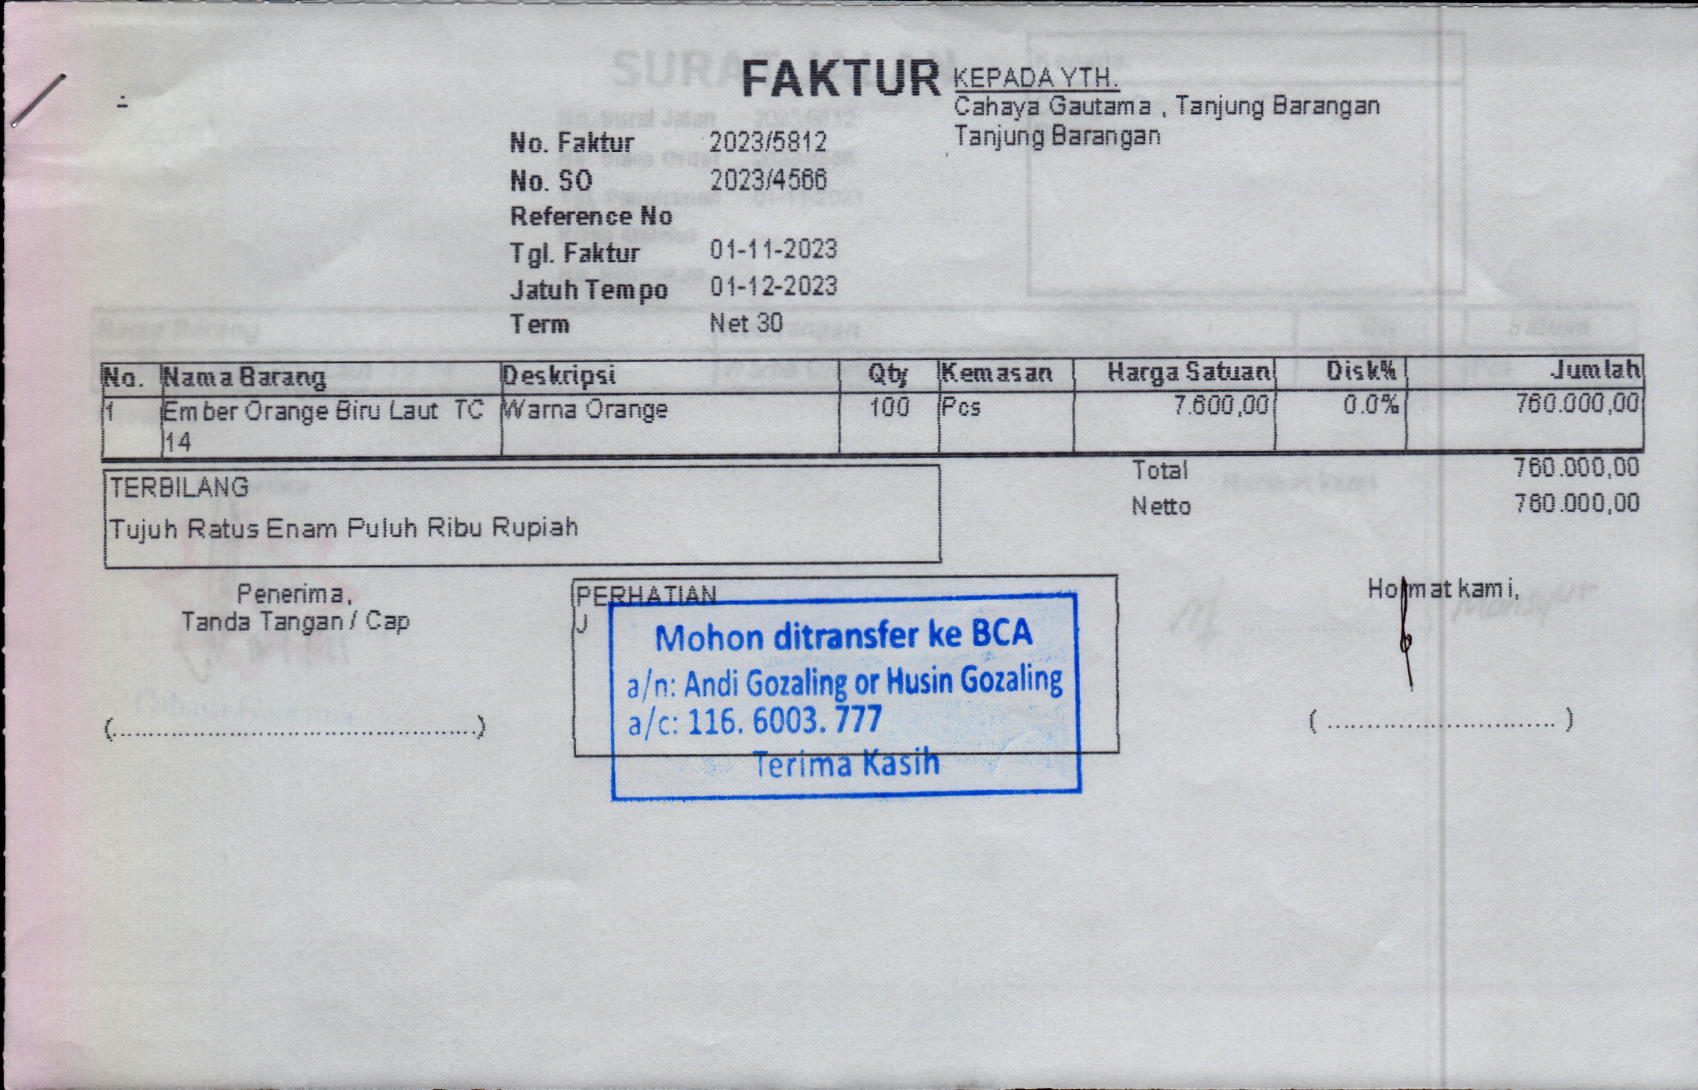 FAKTUR
KEPADA YTH.
Cahaya Gautama , Tanjung Barangan
Tanjung Barangan
No. Faktur 2023/5812
No. SO 2023/4566
Reference No
Tgl. Faktur 01-11-2023
Jatuh Tempo 01-12-2023
Term Net 30
No. Nama Barang Deskripsi Qty Kemasan Harga Satuan Disk% Jumlah
1 Ember Orange Biru Laut TC Warna Orange 100 Pcs 7.600,00 0.0% 760.000,00
14
Total 760.000,00
Netto 760.000,00
TERBILANG
Tujuh Ratus Enam Puluh Ribu Rupiah
Penerima,
Tanda Tangan / Cap
(................................................)
PERHATIAN
J
Mohon ditransfer ke BCA
a/n: Andi Gozaling or Husin Gozaling
a/c: 116. 6003. 777
Terima Kasih
Hormat kami,
( .............................. )